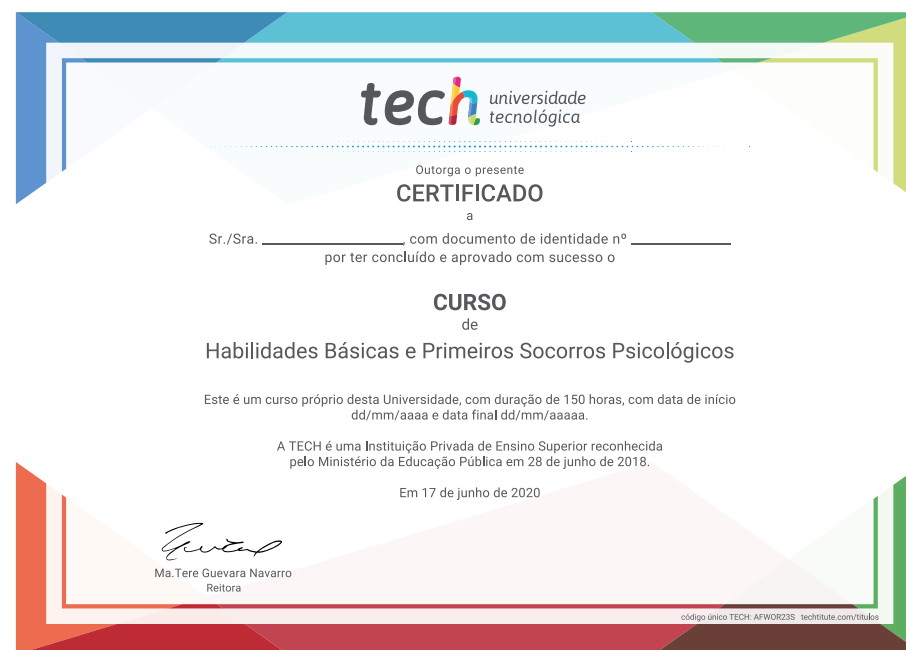 tech universidade
tecnológica
Outorga o presente
CERTIFICADO
a
Sr./Sra. ________________, com documento de identidade nº ____________
por ter concluído e aprovado com sucesso o
CURSO
de
Habilidades Básicas e Primeiros Socorros Psicológicos
Este é um curso próprio desta Universidade, com duração de 150 horas, com data de início
dd/mm/aaaa e data final dd/mm/aaaaa.
A TECH é uma Instituição Privada de Ensino Superior reconhecida
pelo Ministério da Educação Pública em 28 de junho de 2018.
Em 17 de junho de 2020
Ma.Tere Guevara Navarro
Reitora
código único TECH: AFWOR23S techtitute.com/titulos